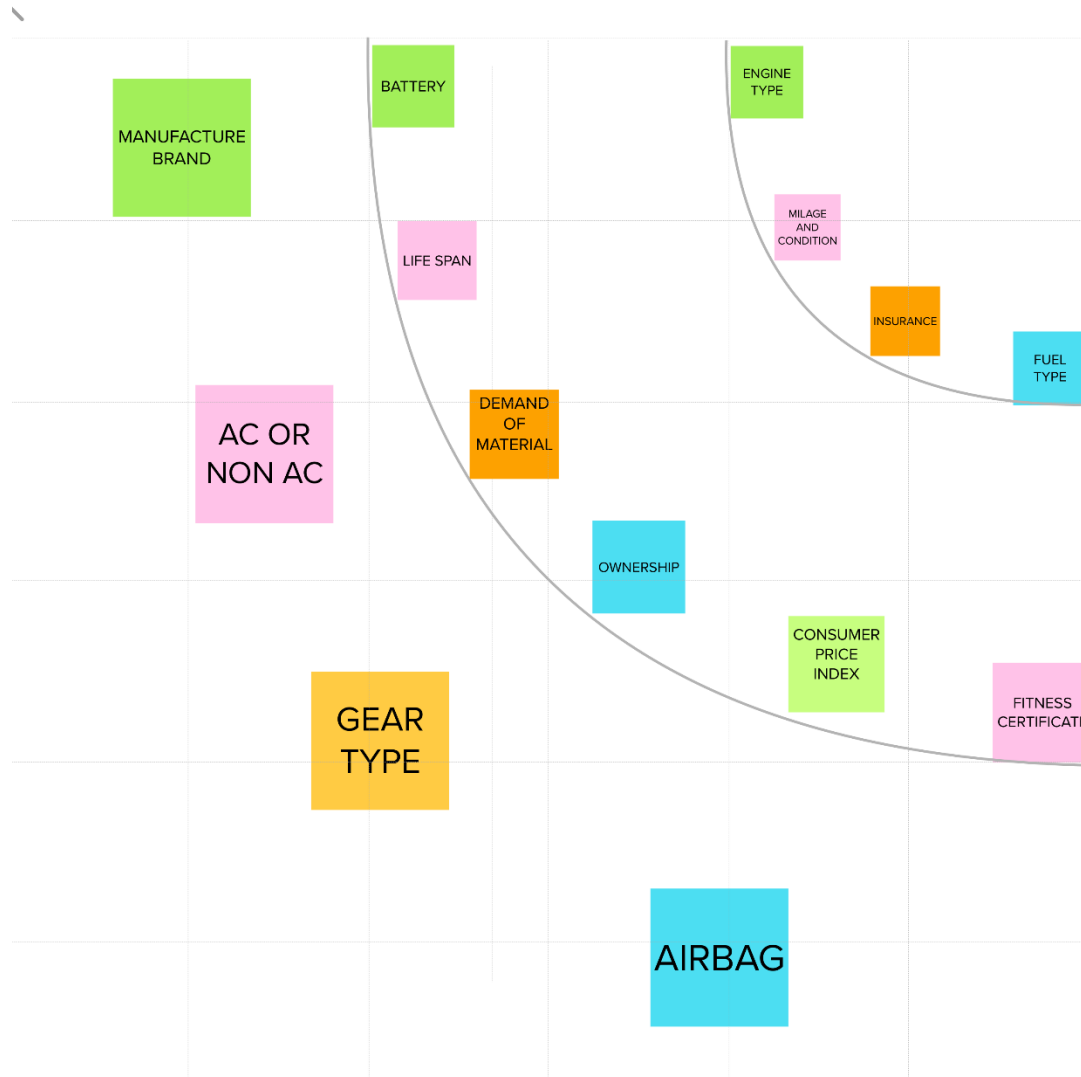 BATTERY
ENGINE
TYPE
MANUFACTURE
BRAND
MILAGE
AND
CONDITION
LIFE SPAN
INSURANCE
FUEL
TYPE
DEMAND
OF
MATERIAL
AC OR
NON AC
OWNERSHIP
CONSUMER
PRICE
INDEX
FITNESS
CERTIFICATE
GEAR
TYPE
AIRBAG